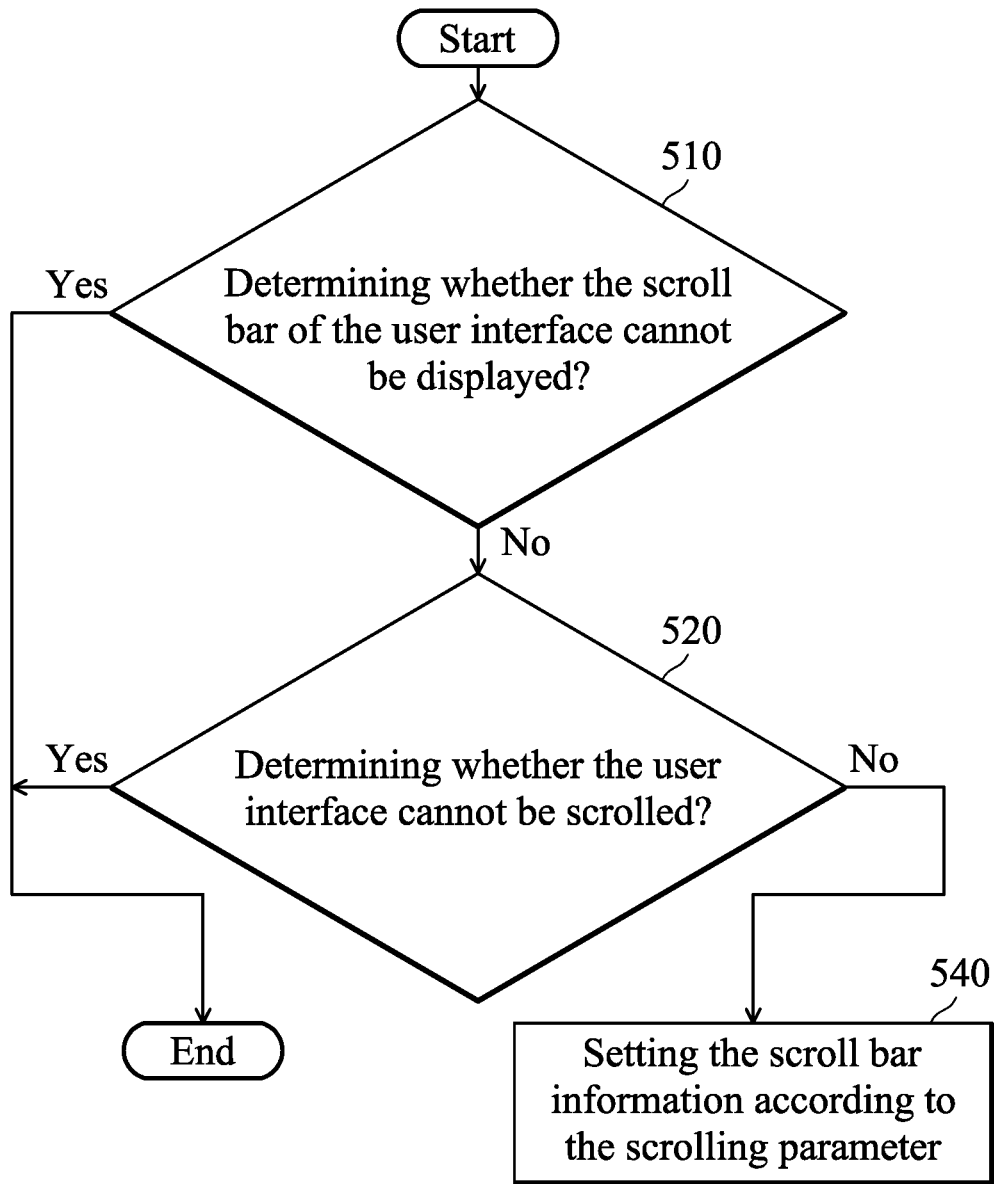 Start
510
Yes
Determining whether the scroll
bar of the user interface cannot
be displayed?
No
520
Yes
Determining whether the user
interface cannot be scrolled?
No
540
End
Setting the scroll bar
information according to
the scrolling parameter